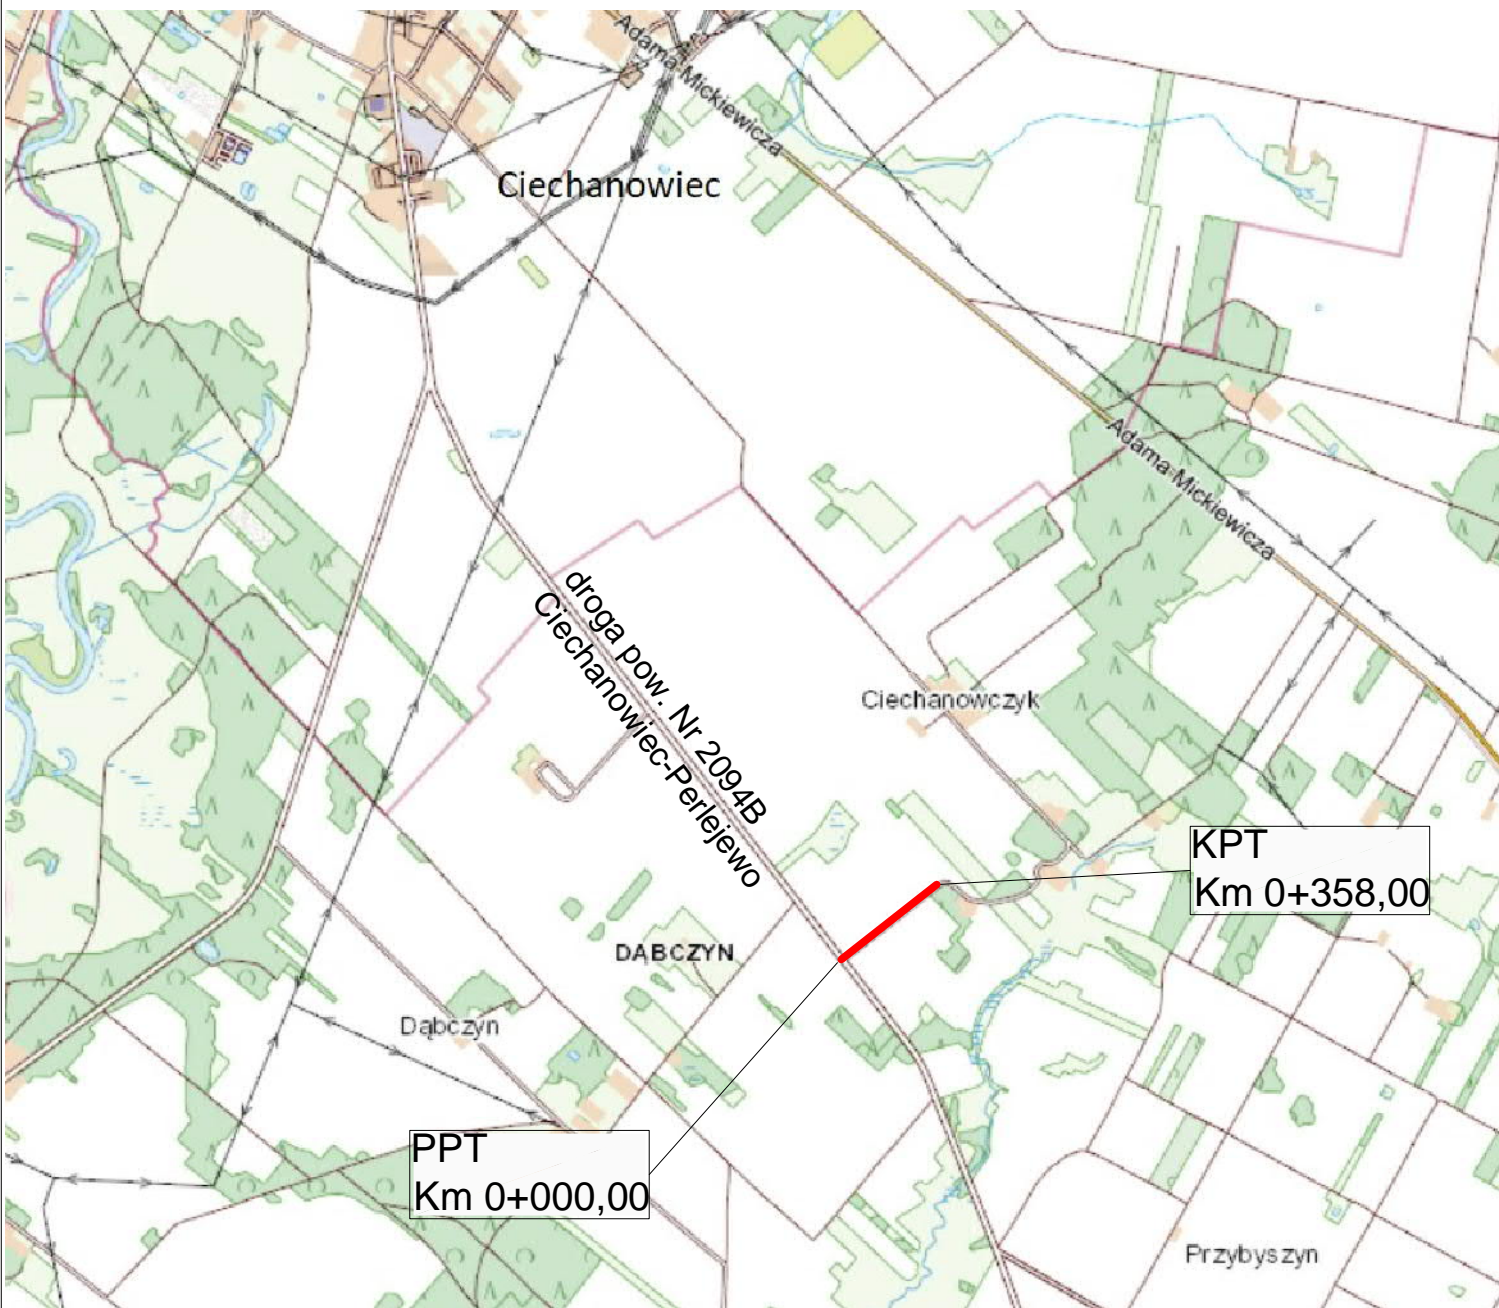 Adama Mickiewicza
Ciechanowiec
Adama Mickiewicza
droga pow. Nr 2094B
Ciechanowiec-Perlejewo
Ciechanowczyk
KPT
Km 0+358,00
DĄBCZYN
Dąbczyn
PPT
Km 0+000,00
Przybyszyn